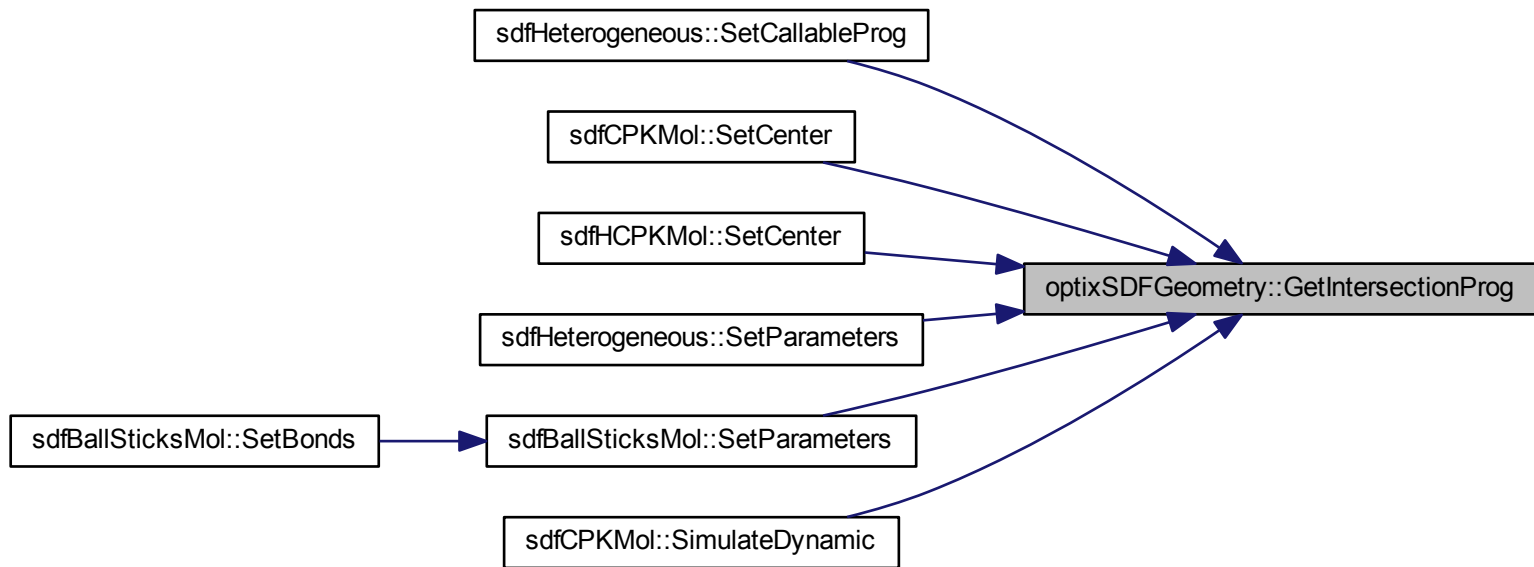 sdfHeterogeneous::SetCallableProg
sdfCPKMol::SetCenter
sdfHCPKMol::SetCenter
optixSDFGeometry::GetIntersectionProg
sdfHeterogeneous::SetParameters
sdfBallSticksMol::SetBonds
sdfBallSticksMol::SetParameters
sdfCPKMol::SimulateDynamic